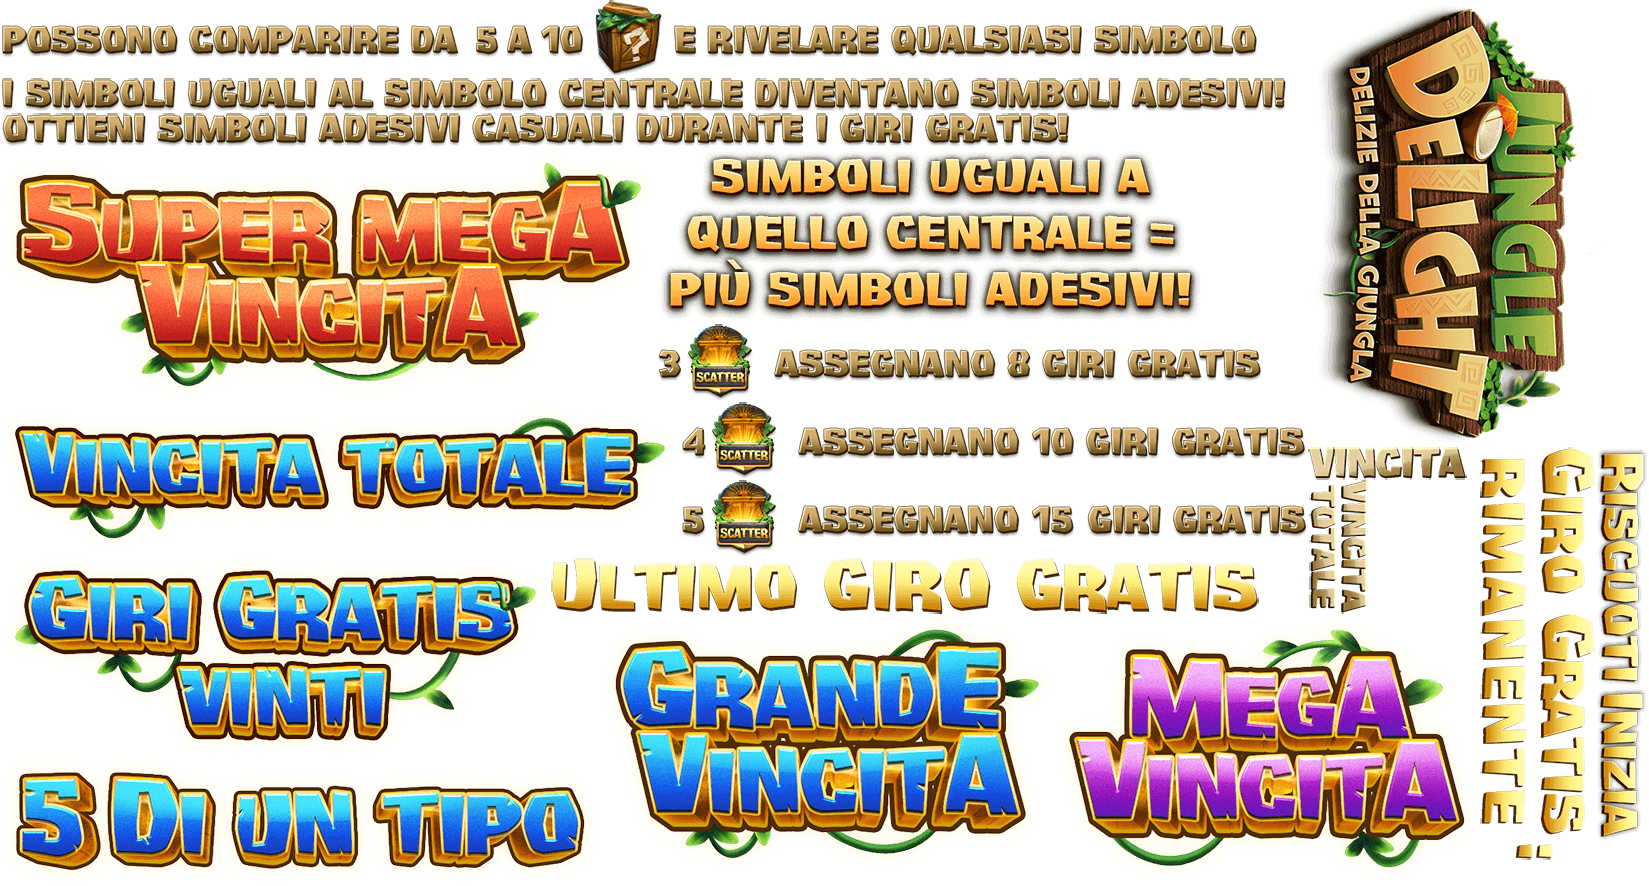 POSSONO COMPARIRE DA 5 A 10 ? E RIVELARE QUALSIASI SIMBOLO
I SIMBOLI UGUALI AL SIMBOLO CENTRALE DIVENTANO SIMBOLI ADESIVI!
OTTIENI SIMBOLI ADESIVI CASUALI DURANTE I GIRI GRATIS!
SUPER MEGA
VINCITA
SIMBOLI UGUALI A
QUELLO CENTRALE =
PIÙ SIMBOLI ADESIVI!
3 SCATTER ASSEGNANO 8 GIRI GRATIS
4 SCATTER ASSEGNANO 10 GIRI GRATIS
5 SCATTER ASSEGNANO 15 GIRI GRATIS
VINCITA TOTALE
GIRI GRATIS
VINTI
5 DI UN TIPO
ULTIMO GIRO GRATIS
GRANDE
VINCITA
MEGA
VINCITA
JUNGLE
DELIGHT
DELIZIE DELLA GIUNGLA
VINCITA
VINCITA
TOTALE
RISCUOTI INIZIA
GIRO GRATIS:
RIMANENTE :